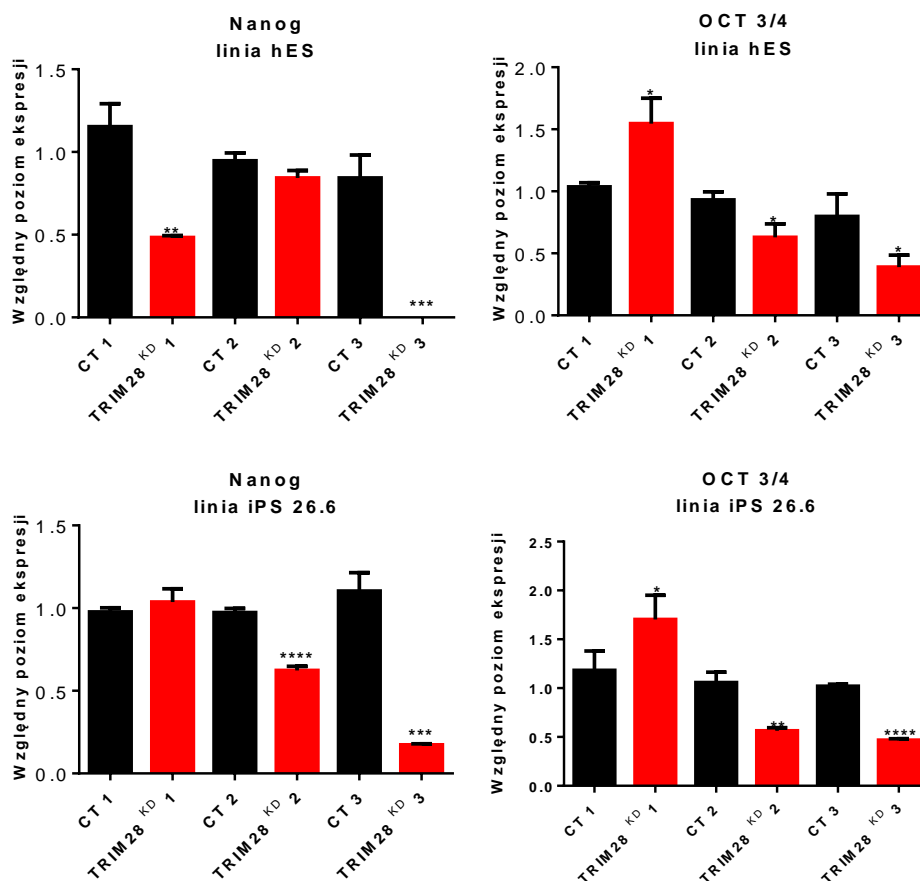 Nanog
linia hES
Względny poziom ekspresji
1.5
1.0
0.5
0.0
**
***
CT 1
TRIM28 KD 1
CT 2
TRIM28 KD 2
CT 3
TRIM28 KD 3
OCT 3/4
linia hES
Względny poziom ekspresji
2.0
1.5
1.0
0.5
0.0
*
*
*
CT 1
TRIM28 KD 1
CT 2
TRIM28 KD 2
CT 3
TRIM28 KD 3
Nanog
linia iPS 26.6
Względny poziom ekspresji
1.5
1.0
0.5
0.0
****
***
CT 1
TRIM28 KD 1
CT 2
TRIM28 KD 2
CT 3
TRIM28 KD 3
OCT 3/4
linia iPS 26.6
Względny poziom ekspresji
2.5
2.0
1.5
1.0
0.5
0.0
*
**
****
CT 1
TRIM28 KD 1
CT 2
TRIM28 KD 2
CT 3
TRIM28 KD 3